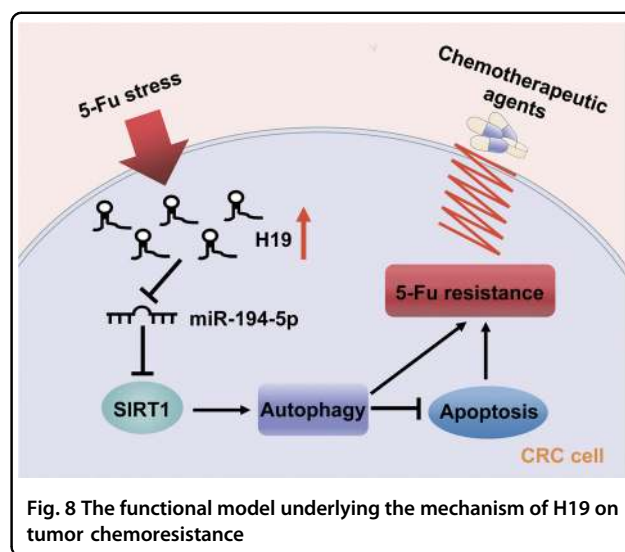 5-Fu stress
Chemotherapeutic
agents
H19
miR-194-5p
5-Fu resistance
SIRT1
Autophagy
Apoptosis
CRC cell
Fig. 8 The functional model underlying the mechanism of H19 on
tumor chemoresistance